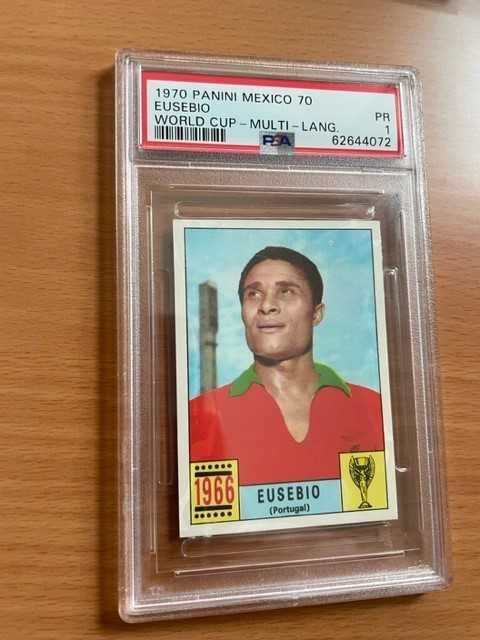 1970 PANINI MEXICO 70
EUSEBIO PR
WORLD CUP - MULTI - LANG. 1
PSA 62644072
1966
EUSEBIO
(Portugal)